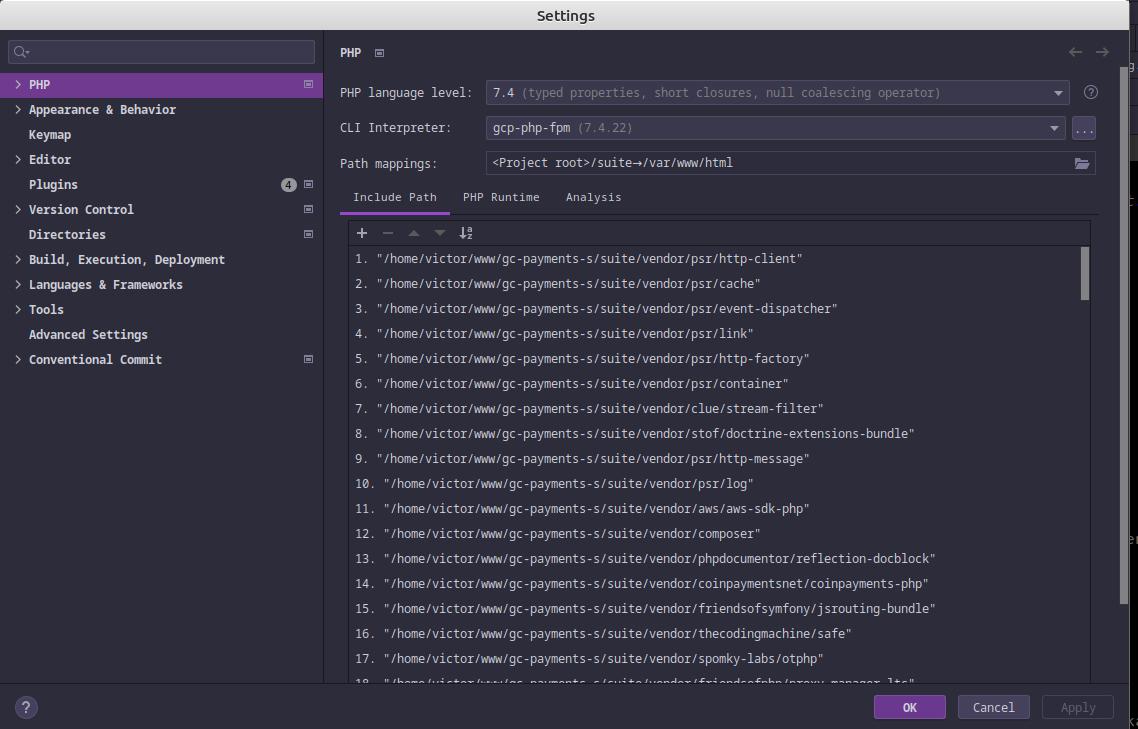 Settings
PHP
Appearance & Behavior
Keymap
Editor
Plugins 4
Version Control
Directories
Build, Execution, Deployment
Languages & Frameworks
Tools
Advanced Settings
Conventional Commit
PHP
PHP language level: 7.4 (typed properties, short closures, null coalescing operator)
CLI Interpreter: gcp-php-fpm (7.4.22) ...
Path mappings: <Project root>/suite→/var/www/html
Include Path PHP Runtime Analysis
1. "/home/victor/www/gc-payments-s/suite/vendor/psr/http-client"
2. "/home/victor/www/gc-payments-s/suite/vendor/psr/cache"
3. "/home/victor/www/gc-payments-s/suite/vendor/psr/event-dispatcher"
4. "/home/victor/www/gc-payments-s/suite/vendor/psr/link"
5. "/home/victor/www/gc-payments-s/suite/vendor/psr/http-factory"
6. "/home/victor/www/gc-payments-s/suite/vendor/psr/container"
7. "/home/victor/www/gc-payments-s/suite/vendor/clue/stream-filter"
8. "/home/victor/www/gc-payments-s/suite/vendor/stof/doctrine-extensions-bundle"
9. "/home/victor/www/gc-payments-s/suite/vendor/psr/http-message"
10. "/home/victor/www/gc-payments-s/suite/vendor/psr/log"
11. "/home/victor/www/gc-payments-s/suite/vendor/aws/aws-sdk-php"
12. "/home/victor/www/gc-payments-s/suite/vendor/composer"
13. "/home/victor/www/gc-payments-s/suite/vendor/phpdocumentor/reflection-docblock"
14. "/home/victor/www/gc-payments-s/suite/vendor/coinpaymentsnet/coinpayments-php"
15. "/home/victor/www/gc-payments-s/suite/vendor/friendsofsymfony/jsrouting-bundle"
16. "/home/victor/www/gc-payments-s/suite/vendor/thecodingmachine/safe"
17. "/home/victor/www/gc-payments-s/suite/vendor/spomky-labs/otphp"
18. "/home/victor/www/gc-payments-s/suite/vendor/friendsofphp/proxy-manager-lts"
? OK Cancel Apply